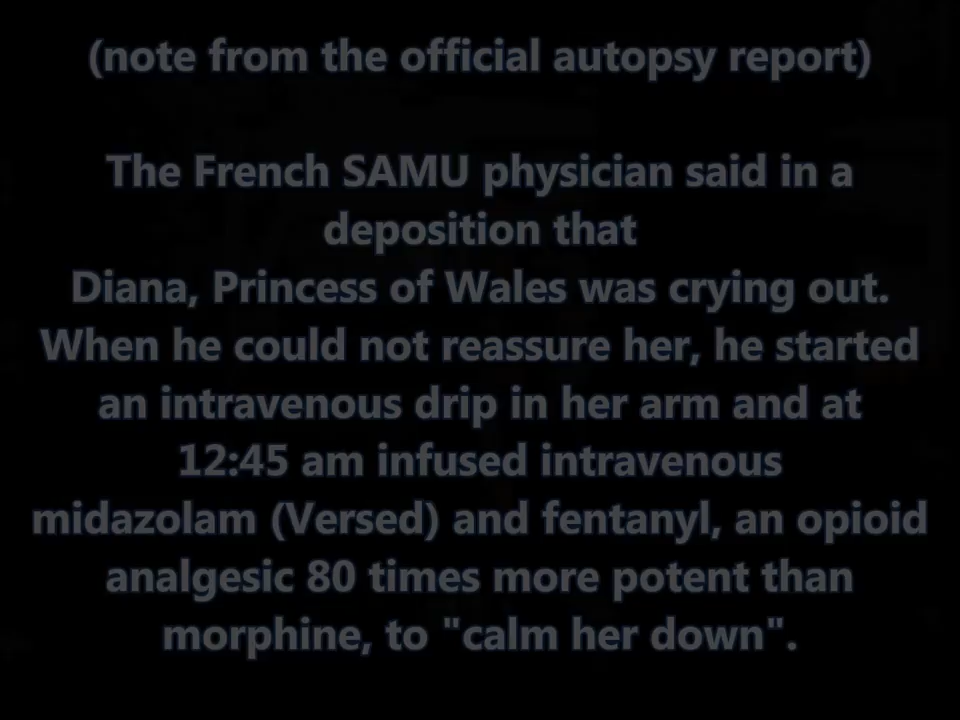 (note from the official autopsy report)
The French SAMU physician said in a
deposition that
Diana, Princess of Wales was crying out.
When he could not reassure her, he started
an intravenous drip in her arm and at
12:45 am infused intravenous
midazolam (Versed) and fentanyl, an opioid
analgesic 80 times more potent than
morphine, to "calm her down".